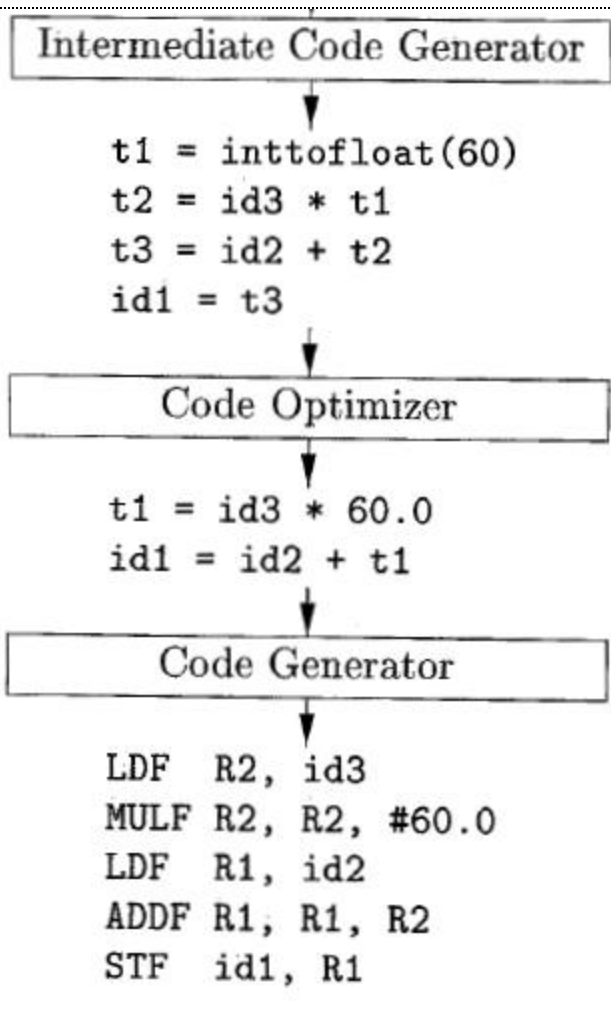 Intermediate Code Generator
t1 = inttofloat(60)
t2 = id3 * t1
t3 = id2 + t2
id1 = t3
Code Optimizer
t1 = id3 * 60.0
id1 = id2 + t1
Code Generator
LDF R2, id3
MULF R2, R2, #60.0
LDF R1, id2
ADDF R1, R1, R2
STF id1, R1